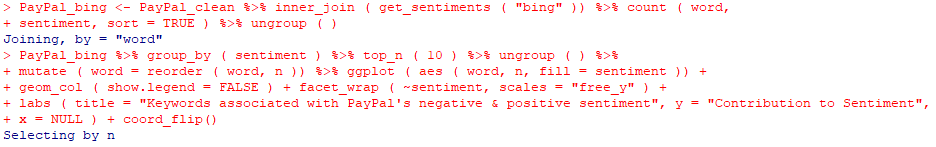 > PayPal_bing <- PayPal_clean %>% inner_join ( get_sentiments ( "bing" )) %>% count ( word,
+ sentiment, sort = TRUE ) %>% ungroup ( )
Joining, by = "word"
> PayPal_bing %>% group_by ( sentiment ) %>% top_n ( 10 ) %>% ungroup ( ) %>%
+ mutate ( word = reorder ( word, n )) %>% ggplot ( aes ( word, n, fill = sentiment )) +
+ geom_col ( show.legend = FALSE ) + facet_wrap ( ~sentiment, scales = "free_y" ) +
+ labs ( title = "Keywords associated with PayPal's negative & positive sentiment", y = "Contribution to Sentiment",
+ x = NULL ) + coord_flip()
Selecting by n